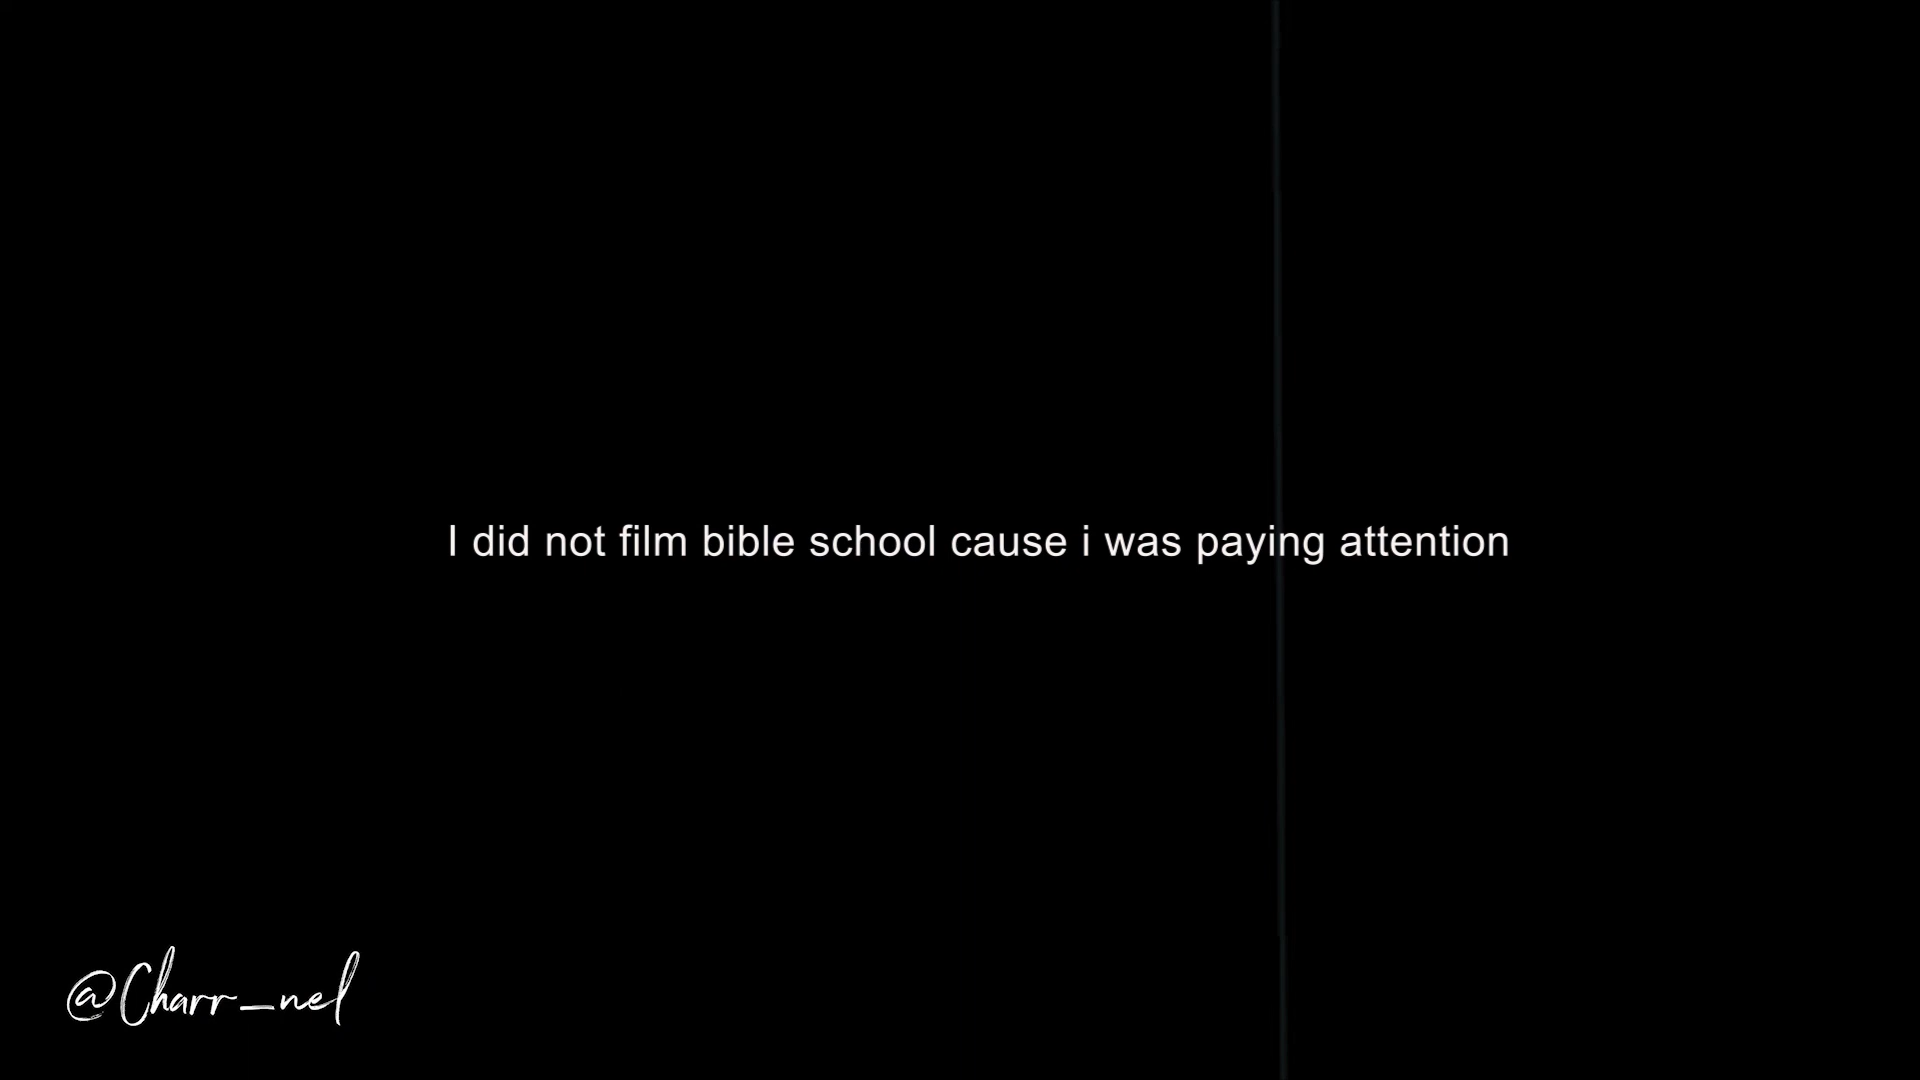 I did not film bible school cause i was paying attention
@Charr_nel